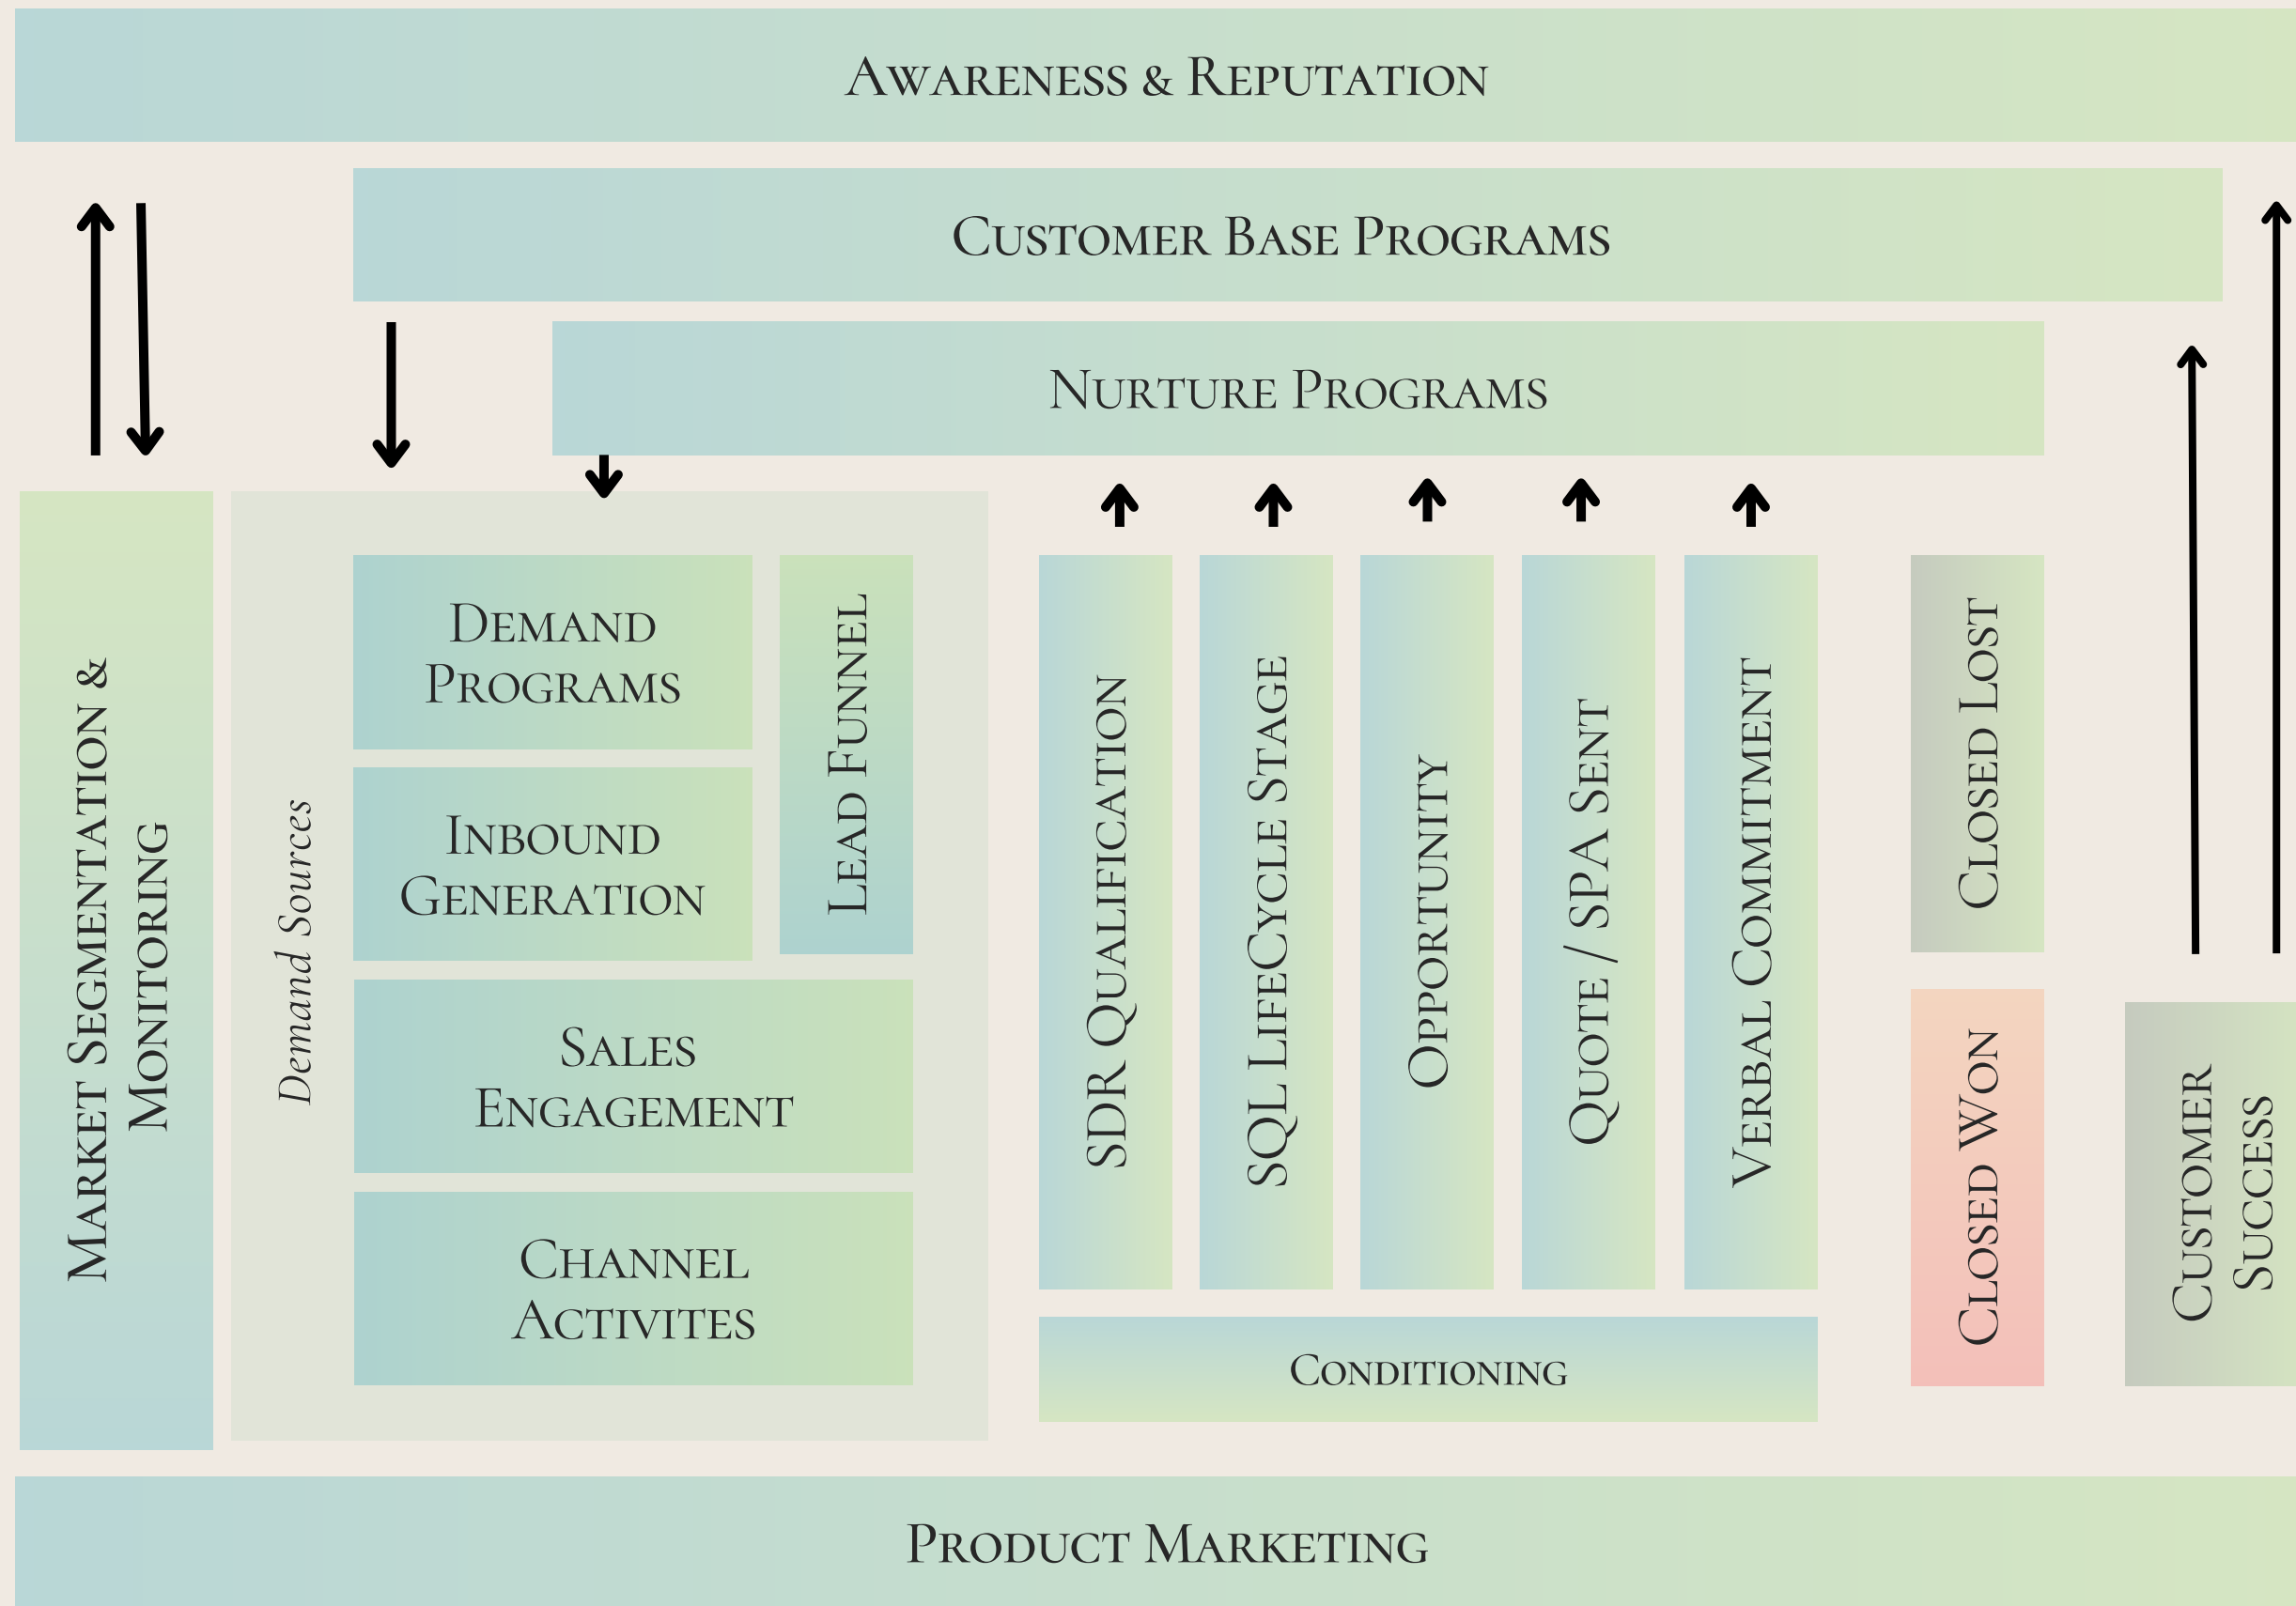 Awareness & Reputation
Customer Base Programs
Nurture Programs
Market Segmentation &
Monitoring
Demand Sources
Demand
Programs
Inbound
Generation
Lead Funnel
Sales
Engagement
Channel
Activites
SDR Qualification
SQL LifeCycle Stage
Opportunity
Quote / SPA Sent
Verbal Commitment
Conditioning
Closed Lost
Closed Won
Customer
Success
Product Marketing